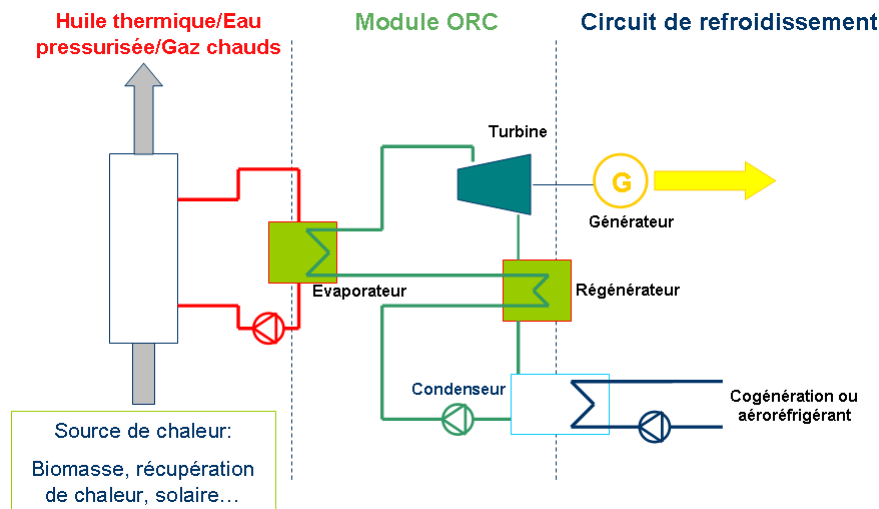 Huile thermique/Eau
pressurisée/Gaz chauds
Module ORC
Circuit de refroidissement
Turbine
G
Générateur
Evaporateur
Régénérateur
Condenseur
Cogénération ou
aéroréfrigérant
Source de chaleur:
Biomasse, récupération
de chaleur, solaire…